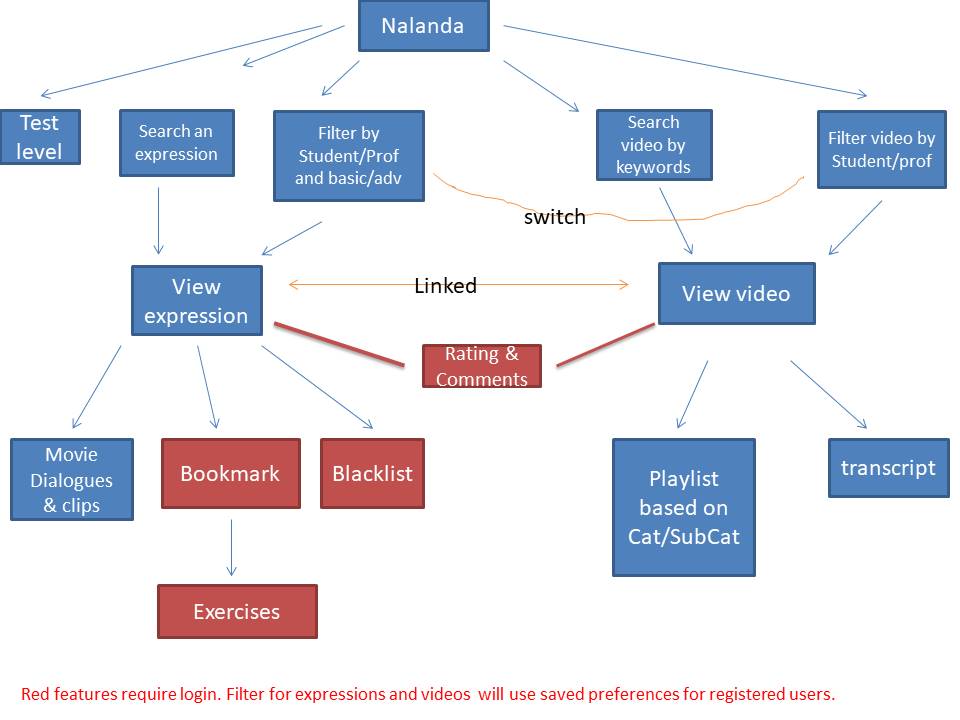 Nalanda
Test
level
Search an
expression
Filter by
Student/Prof
and basic/adv
Search
video by
keywords
Filter video by
Student/prof
switch
View
expression
Linked
View video
Rating &
Comments
Movie
Dialogues
& clips
Bookmark
Blacklist
Playlist
based on
Cat/SubCat
transcript
Exercises
Red features require login. Filter for expressions and videos will use saved preferences for registered users.